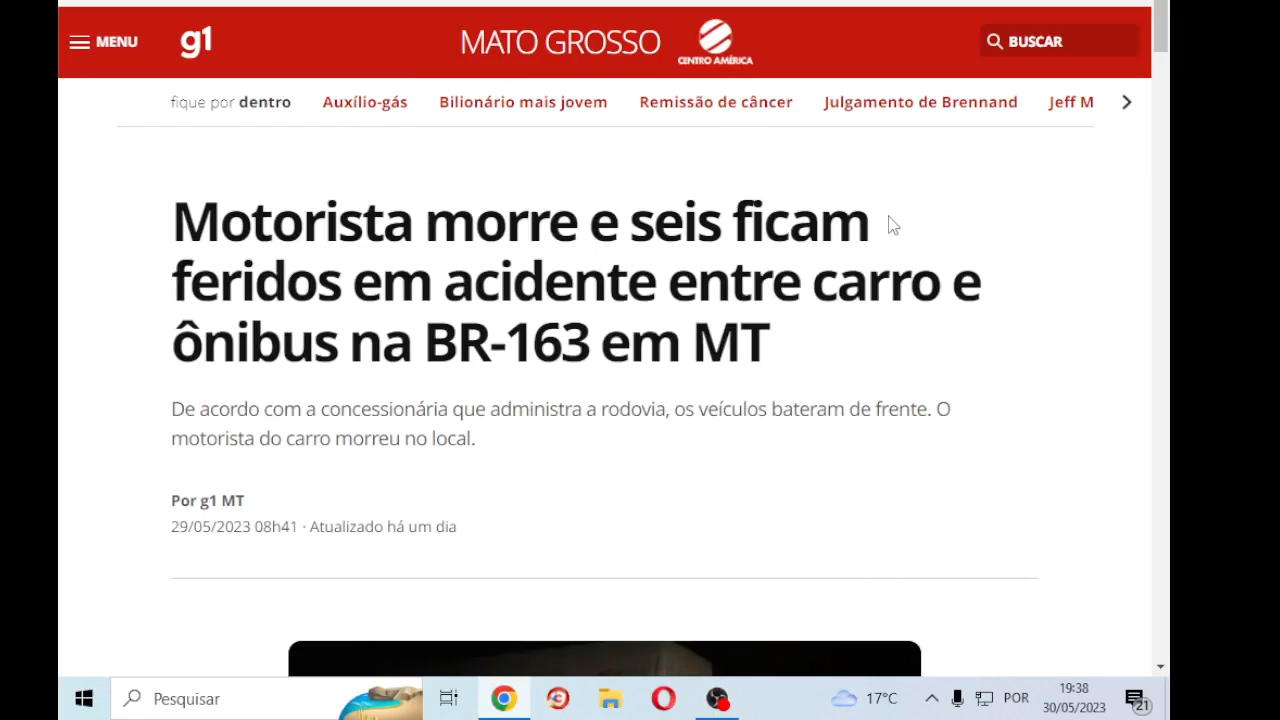 MENU
g1
MATO GROSSO
CENTRO AMÉRICA
BUSCAR
fique por dentro
Auxílio-gás
Bilionário mais jovem
Remissão de câncer
Julgamento de Brennand
Jeff M
Motorista morre e seis ficam
feridos em acidente entre carro e
ônibus na BR-163 em MT
De acordo com a concessionária que administra a rodovia, os veículos bateram de frente. O
motorista do carro morreu no local.
Por g1 MT
29/05/2023 08h41 · Atualizado há um dia
Pesquisar
17°C
POR
19:38
30/05/2023
21